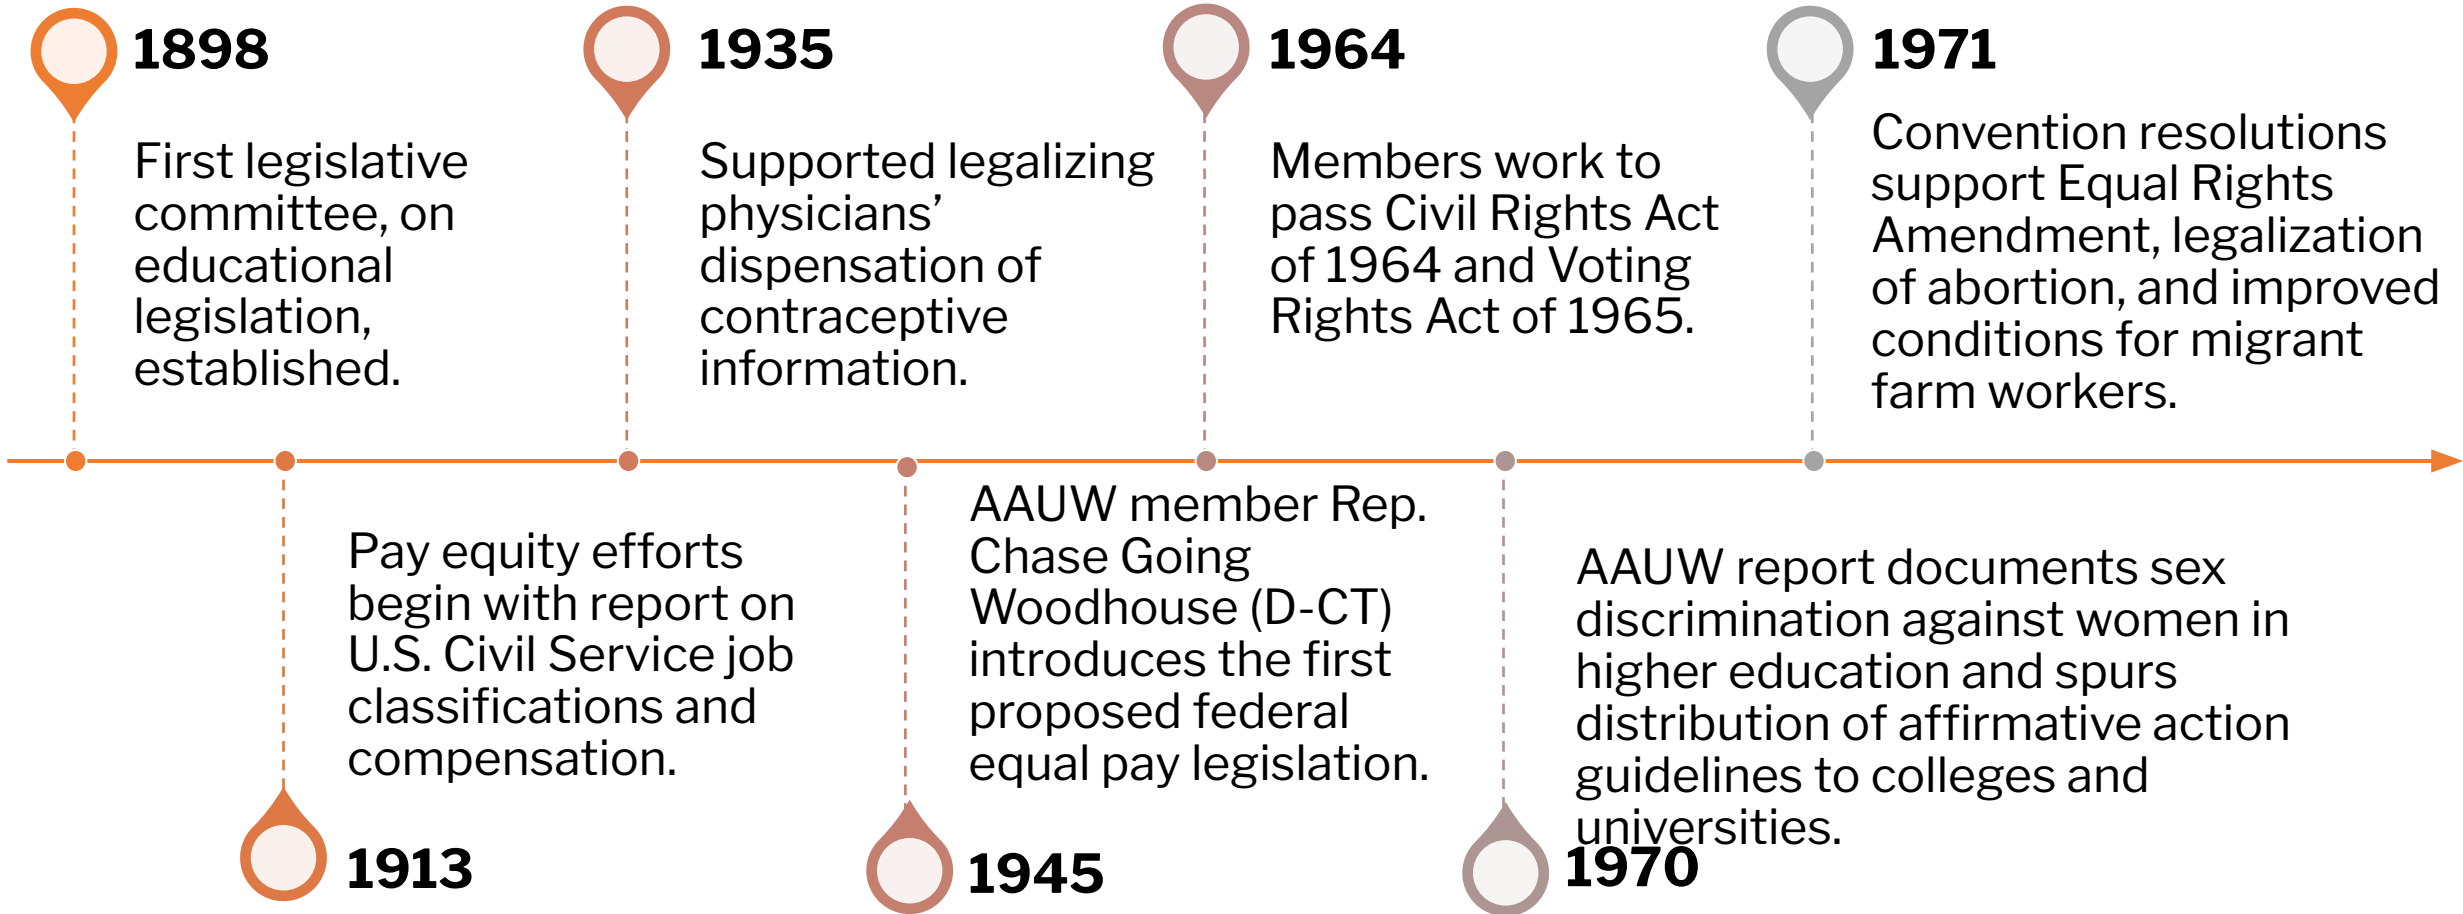 1898
First legislative
committee, on
educational
legislation,
established.
Pay equity efforts
begin with report on
U.S. Civil Service job
classifications and
compensation.
1913
1935
Supported legalizing
physicians’
dispensation of
contraceptive
information.
AAUW member Rep.
Chase Going
Woodhouse (D-CT)
introduces the first
proposed federal
equal pay legislation.
1945
1964
Members work to
pass Civil Rights Act
of 1964 and Voting
Rights Act of 1965.
AAUW report documents sex
discrimination against women in
higher education and spurs
distribution of affirmative action
guidelines to colleges and
universities.
1970
1971
Convention resolutions
support Equal Rights
Amendment, legalization
of abortion, and improved
conditions for migrant
farm workers.